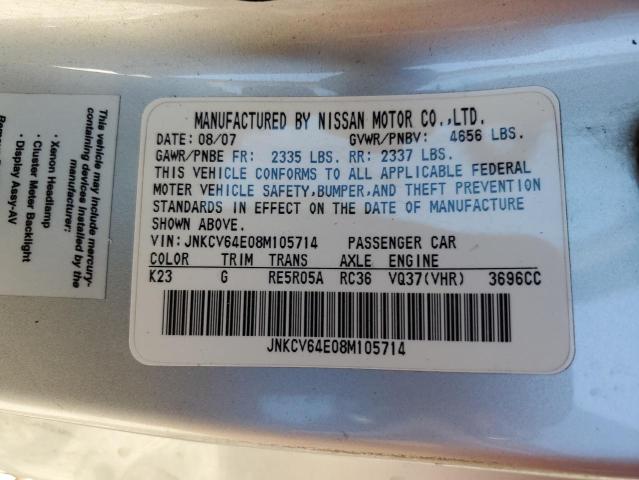 MANUFACTURED BY NISSAN MOTOR CO.,LTD.
DATE: 08/07 GVWR/PNBV: 4656 LBS.
GAWR/PNBE FR: 2335 LBS. RR: 2337 LBS.
THIS VEHICLE CONFORMS TO ALL APPLICABLE FEDERAL
MOTER VEHICLE SAFETY,BUMPER,AND THEFT PREVENTION
STANDARDS IN EFFECT ON THE DATE OF MANUFACTURE
SHOWN ABOVE.
VIN: JNKCV64E08M105714 PASSENGER CAR
COLOR TRIM TRANS AXLE ENGINE
K23 G RE5R05A RC36 VQ37(VHR) 3696CC
JNKCV64E08M105714
This vehicle may include mercury-
containing devices installed by the
manufacturer:
· Xenon Headlamp
· Cluster Meter Backlight
· Display Assy-AV